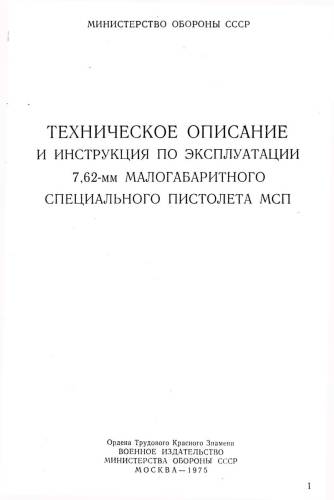 МИНИСТЕРСТВО ОБОРОНЫ СССР
ТЕХНИЧЕСКОЕ ОПИСАНИЕ
И ИНСТРУКЦИЯ ПО ЭКСПЛУАТАЦИИ
7,62-мм МАЛОГАБАРИТНОГО
СПЕЦИАЛЬНОГО ПИСТОЛЕТА МСП
Ордена Трудового Красного Знамени
ВОЕННОЕ ИЗДАТЕЛЬСТВО
МИНИСТЕРСТВА ОБОРОНЫ СССР
МОСКВА—1975
1